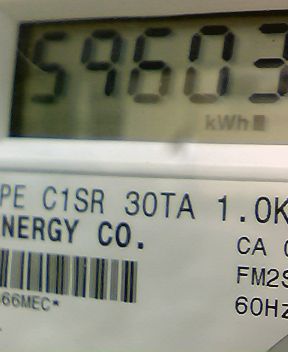 59603
kWh
PE C1SR 30TA 1.0K
NERGY CO.
CA
FM2S
66MEC*
60Hz